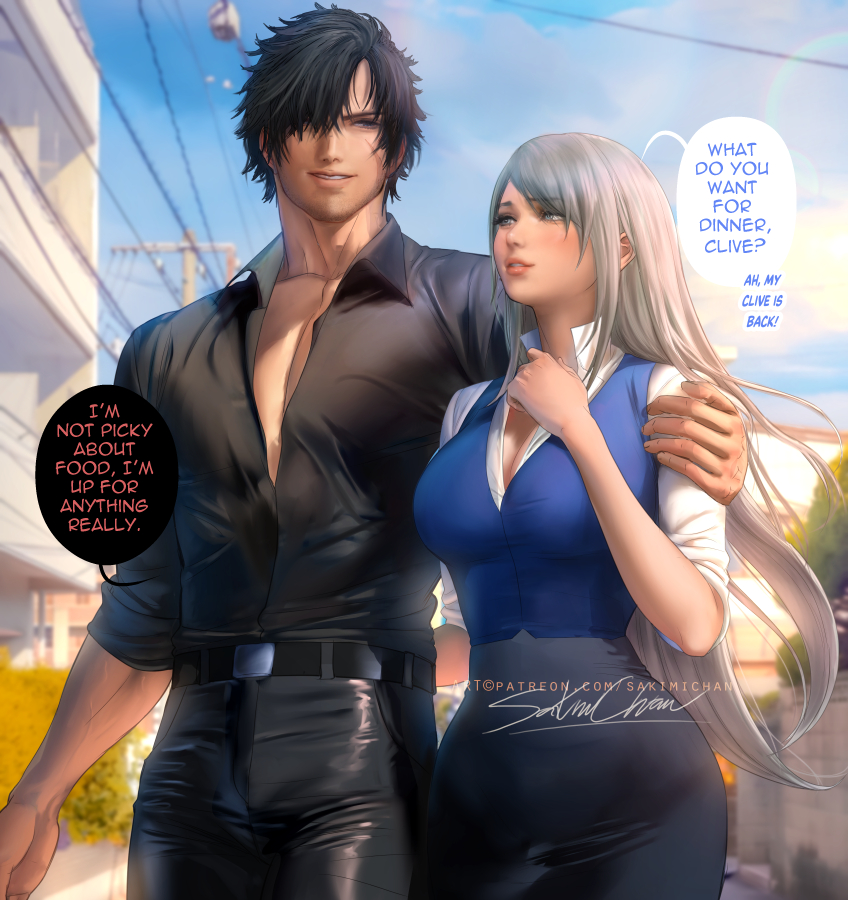 WHAT
DO YOU
WANT
FOR
DINNER,
CLIVE?
AH, MY
CLIVE IS
BACK!
I'M
NOT PICKY
ABOUT
FOOD, I'M
UP FOR
ANYTHING
REALLY.
ART©PATREON.COM/SAKIMICHAN
SakimiChan